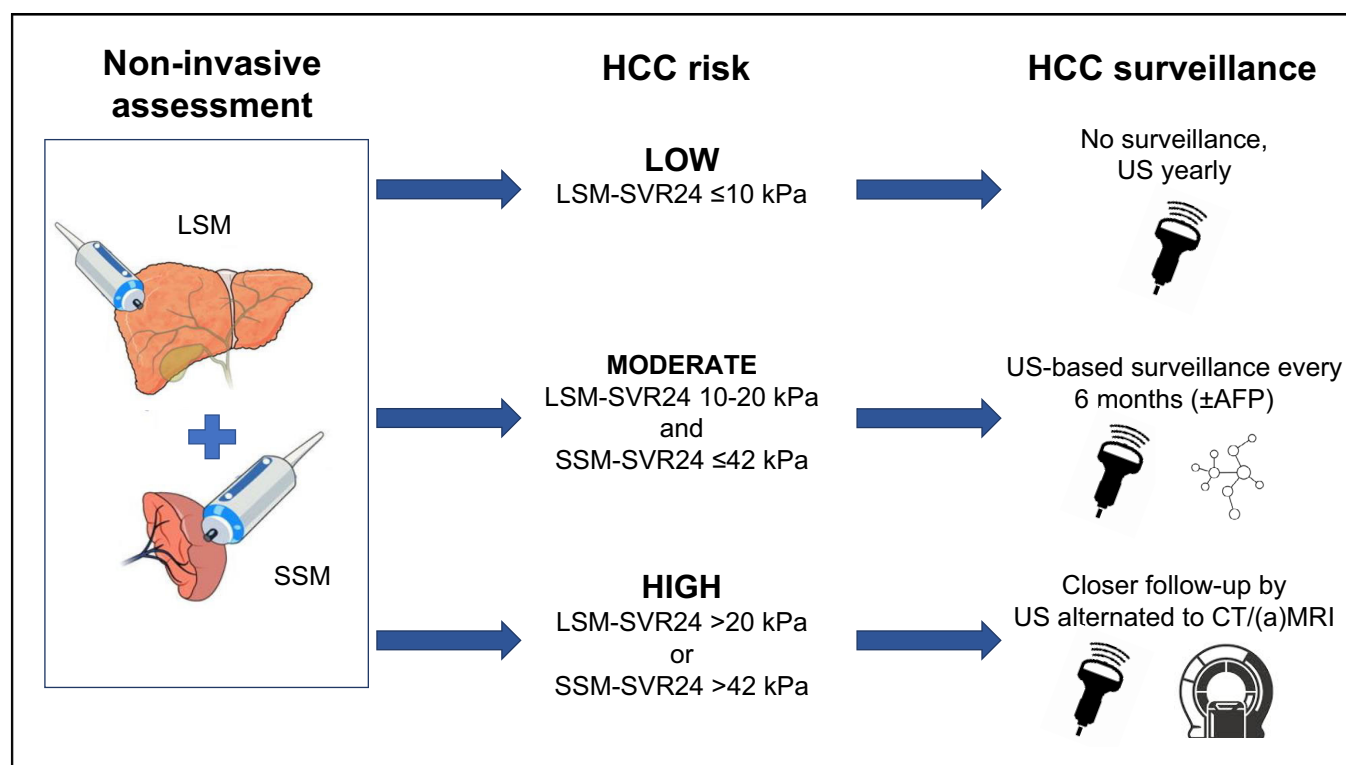 Non-invasive
assessment
HCC risk
HCC surveillance
LSM
SSM
LOW
LSM-SVR24 ≤10 kPa
No surveillance,
US yearly
MODERATE
LSM-SVR24 10-20 kPa
and
SSM-SVR24 ≤42 kPa
US-based surveillance every
6 months (±AFP)
HIGH
LSM-SVR24 >20 kPa
or
SSM-SVR24 >42 kPa
Closer follow-up by
US alternated to CT/(a)MRI